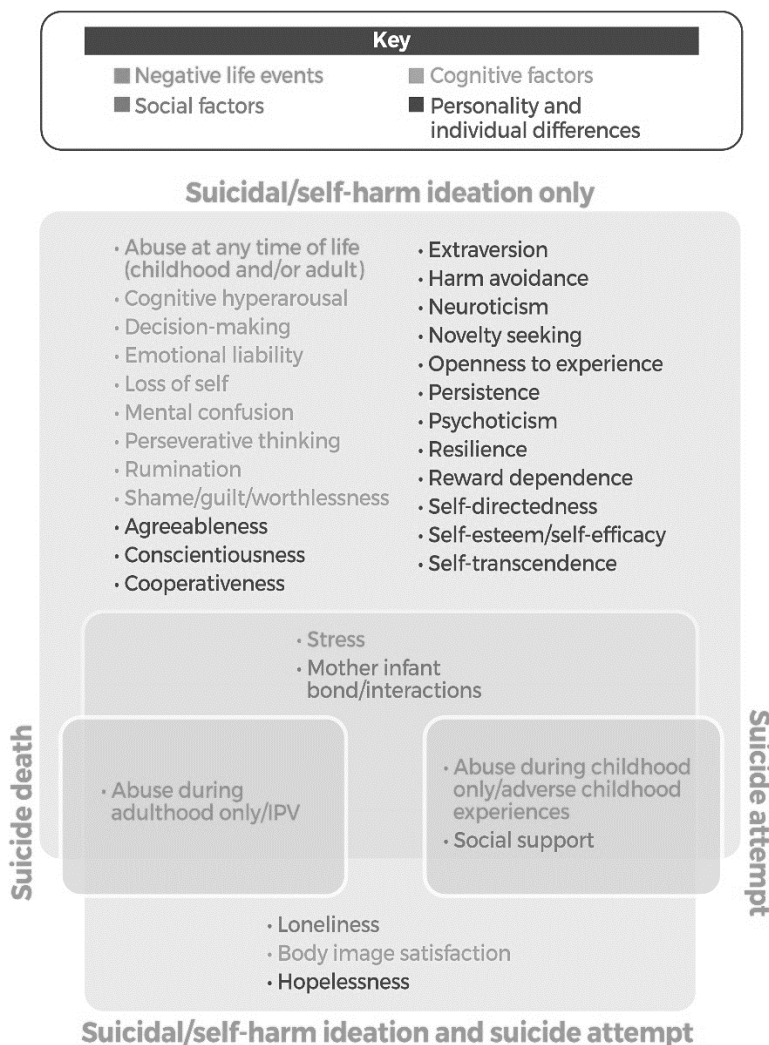 Key
Negative life events
Cognitive factors
Social factors
Personality and
individual differences
Suicidal/self-harm ideation only
• Abuse at any time of life
(childhood and/or adult)
• Cognitive hyperarousal
• Decision-making
• Emotional liability
• Loss of self
• Mental confusion
• Perseverative thinking
• Rumination
• Shame/guilt/worthlessness
• Agreeableness
• Conscientiousness
• Cooperativeness
• Extraversion
• Harm avoidance
• Neuroticism
• Novelty seeking
• Openness to experience
• Persistence
• Psychoticism
• Resilience
• Reward dependence
• Self-directedness
• Self-esteem/self-efficacy
• Self-transcendence
• Stress
• Mother infant
bond/interactions
Suicide death
• Abuse during
adulthood only/IPV
• Abuse during childhood
only/adverse childhood
experiences
• Social support
Suicide attempt
• Loneliness
• Body image satisfaction
• Hopelessness
Suicidal/self-harm ideation and suicide attempt